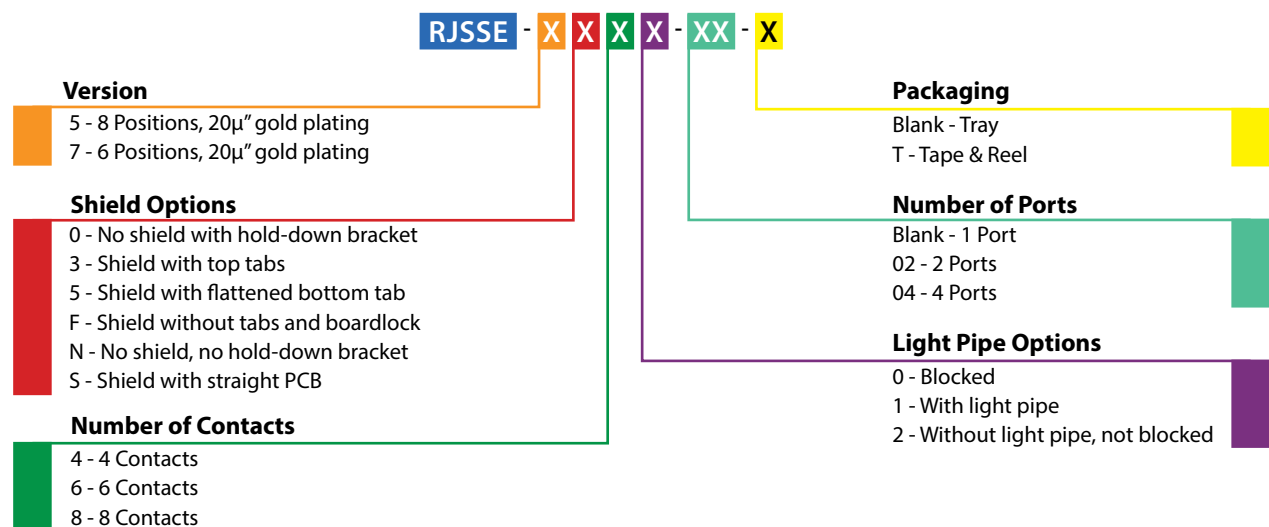 RJSSE - X X X X - XX - X
Version
5 - 8 Positions, 20µ” gold plating
7 - 6 Positions, 20µ” gold plating
Shield Options
0 - No shield with hold-down bracket
3 - Shield with top tabs
5 - Shield with flattened bottom tab
F - Shield without tabs and boardlock
N - No shield, no hold-down bracket
S - Shield with straight PCB
Number of Contacts
4 - 4 Contacts
6 - 6 Contacts
8 - 8 Contacts
Packaging
Blank - Tray
T - Tape & Reel
Number of Ports
Blank - 1 Port
02 - 2 Ports
04 - 4 Ports
Light Pipe Options
0 - Blocked
1 - With light pipe
2 - Without light pipe, not blocked